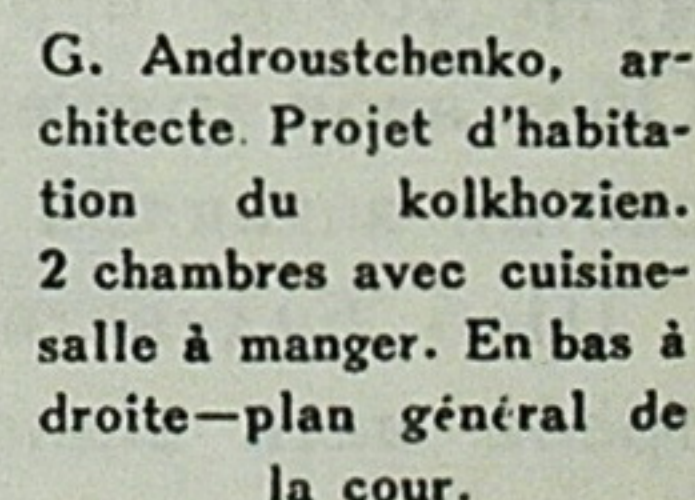 G. Androustchenko, ar-
chitecte. Projet d'habita-
tion du kolkhozien.
2 chambres avec cuisine-
salle à manger. En bas à
droite—plan général de
la cour.